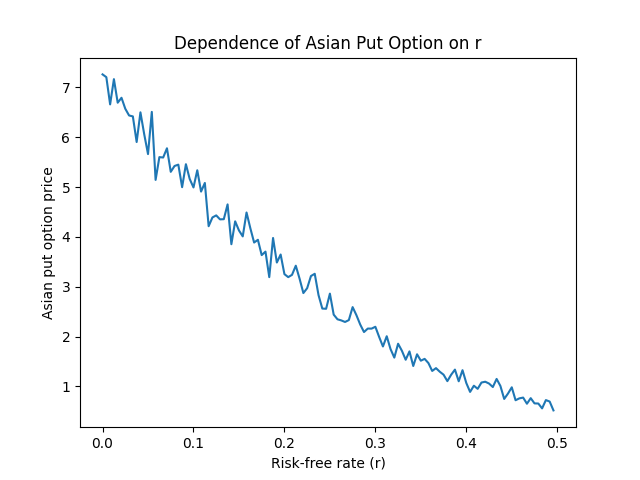 Dependence of Asian Put Option on r
Asian put option price
7
6
5
4
3
2
1
0.0 0.1 0.2 0.3 0.4 0.5
Risk-free rate (r)